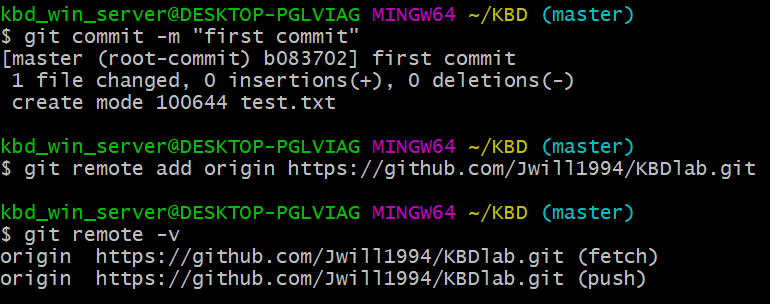 kbd_win_server@DESKTOP-PGLVIAG MINGW64 ~/KBD (master)
$ git commit -m "first commit"
[master (root-commit) b083702] first commit
 1 file changed, 0 insertions(+), 0 deletions(-)
 create mode 100644 test.txt
kbd_win_server@DESKTOP-PGLVIAG MINGW64 ~/KBD (master)
$ git remote add origin https://github.com/Jwill1994/KBDlab.git
kbd_win_server@DESKTOP-PGLVIAG MINGW64 ~/KBD (master)
$ git remote -v
origin  https://github.com/Jwill1994/KBDlab.git (fetch)
origin  https://github.com/Jwill1994/KBDlab.git (push)